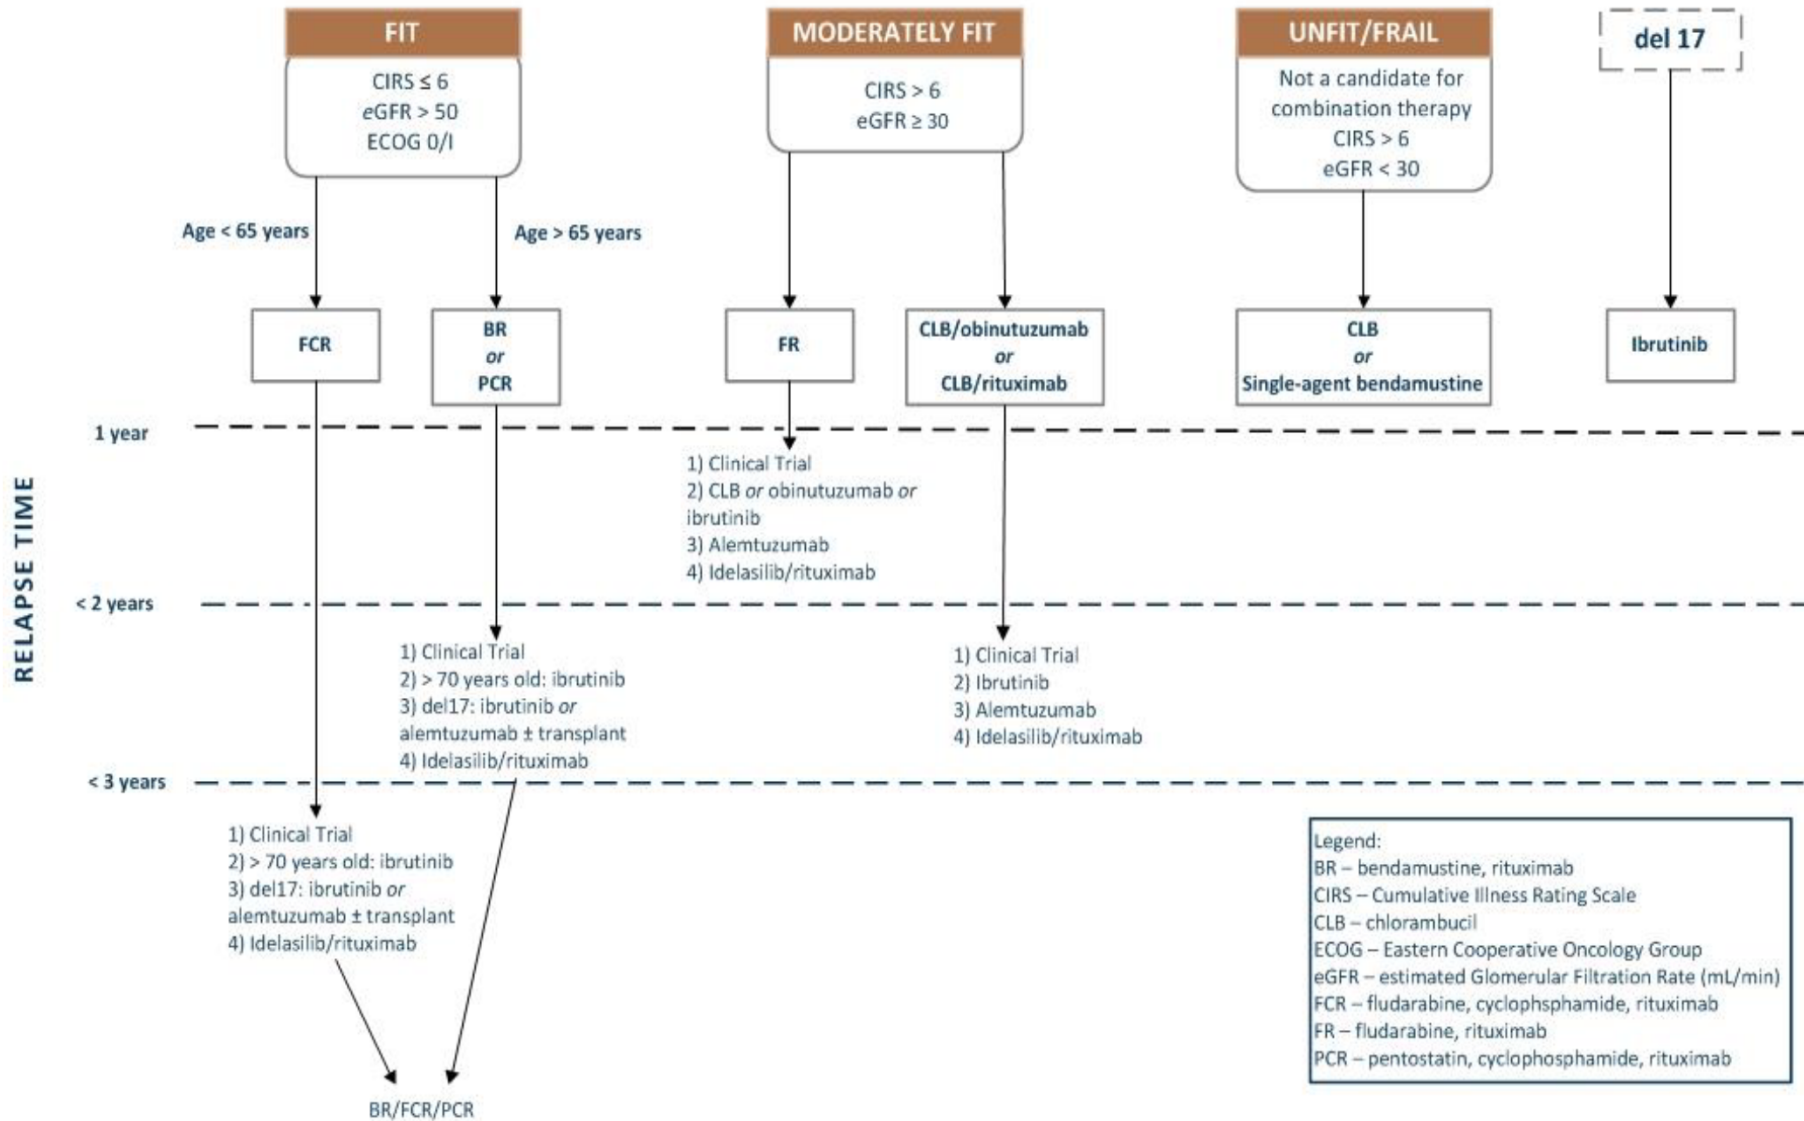 FIT
CIRS ≤ 6
eGFR > 50
ECOG 0/I
MODERATELY FIT
CIRS > 6
eGFR ≥ 30
UNFIT/FRAIL
Not a candidate for
combination therapy
CIRS > 6
eGFR < 30
del 17
Age < 65 years
Age > 65 years
FCR
BR
or
PCR
FR
CLB/obinutuzumab
or
CLB/rituximab
CLB
or
Single-agent bendamustine
Ibrutinib
RELAPSE TIME
1 year
1) Clinical Trial
2) CLB or obinutuzumab or
ibrutinib
3) Alemtuzumab
4) Idelasilib/rituximab
< 2 years
1) Clinical Trial
2) > 70 years old: ibrutinib
3) del17: ibrutinib or
alemtuzumab ± transplant
4) Idelasilib/rituximab
1) Clinical Trial
2) Ibrutinib
3) Alemtuzumab
4) Idelasilib/rituximab
< 3 years
1) Clinical Trial
2) > 70 years old: ibrutinib
3) del17: ibrutinib or
alemtuzumab ± transplant
4) Idelasilib/rituximab
BR/FCR/PCR
Legend:
BR – bendamustine, rituximab
CIRS – Cumulative Illness Rating Scale
CLB – chlorambucil
ECOG – Eastern Cooperative Oncology Group
eGFR – estimated Glomerular Filtration Rate (mL/min)
FCR – fludarabine, cyclophsphamide, rituximab
FR – fludarabine, rituximab
PCR – pentostatin, cyclophosphamide, rituximab